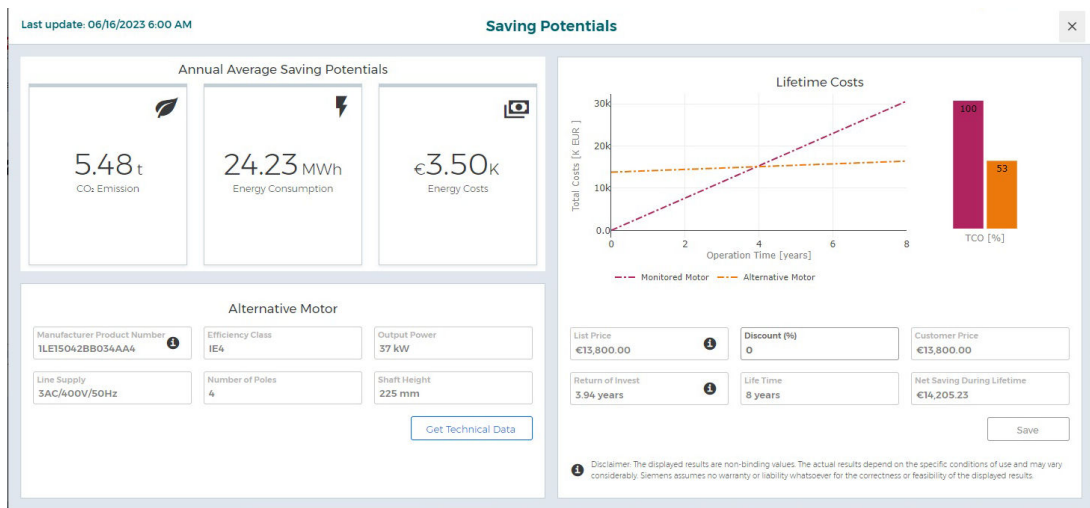 Last update: 06/16/2023 6:00 AM
Saving Potentials
Annual Average Saving Potentials
5.48 t
CO₂ Emission
24.23 MWh
Energy Consumption
€3.50K
Energy Costs
Alternative Motor
Manufacturer Product Number
1LE15042BB034AA4
Efficiency Class
IE4
Output Power
37 kW
Line Supply
3AC/400V/50Hz
Number of Poles
4
Shaft Height
225 mm
Get Technical Data
Lifetime Costs
Total Costs [K EUR ]
30k
20k
10k
0.0
0 2 4 6 8
Operation Time [years]
Monitored Motor
Alternative Motor
100
53
TCO [%]
List Price
€13,800.00
Discount (%)
0
Customer Price
€13,800.00
Return of Invest
3.94 years
Life Time
8 years
Net Saving During Lifetime
€14,205.23
Save
Disclaimer: The displayed results are non-binding values. The actual results depend on the specific conditions of use and may vary
considerably. Siemens assumes no warranty or liability whatsoever for the correctness or feasibility of the displayed results.